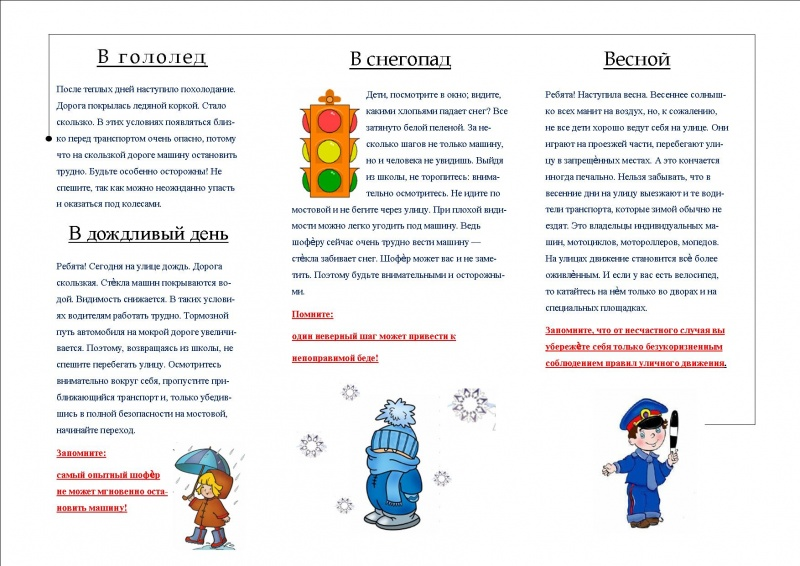 В гололед
После теплых дней наступило похолодание.
Дорога покрылась ледяной коркой. Стало
скользко. В этих условиях появляться близ-
ко перед транспортом очень опасно, потому
что на скользкой дороге машину остановить
трудно. Будьте особенно осторожны! Не
спешите, так как можно неожиданно упасть
и оказаться под колесами.
В дождливый день
Ребята! Сегодня на улице дождь. Дорога
скользская. Стѐкла машин покрываются во-
дой. Видимость снижается. В таких услови-
ях водителям работать трудно. Тормозной
путь автомобиля на мокрой дороге увеличи-
вается. Поэтому, возвращаясь из школы, не
спешите перебегать улицу. Осмотритесь
внимательно вокруг себя, пропустите при-
ближающийся транспорт и, только убедив-
шись в полной безопасности на мостовой,
начинайте переход.
Запомните:
самый опытный шофѐр
не может мгновенно оста-
новить машину!
В снегопад
Дети, посмотрите в окно; видите,
какими хлопьями падает снег? Все
затянуто белой пеленой. За не-
сколько шагов не только машину,
но и человека не увидишь. Выйдя
из школы, не торопитесь: внима-
тельно осмотритесь. Не идите по
мостовой и не бегите через улицу. При плохой види-
мости можно легко угодить под машину. Ведь
шофѐру сейчас очень трудно вести машину —
стѐкла забивает снег. Шофѐр может вас и не заме-
тить. Поэтому будьте внимательными и осторожны-
ми.
Помните:
один неверный шаг может привести к
непоправимой беде!
Весной
Ребята! Наступила весна. Весеннее солныш-
ко всех манит на воздух, но, к сожалению,
не все дети хорошо ведут себя на улице. Они
играют на проезжей части, перебегают ули-
цу в запрещѐнных местах. А это кончается
иногда печально. Нельзя забывать, что в
весенние дни на улицу выезжают и те води-
тели транспорта, которые зимой обычно не
ездят. Это владельцы индивидуальных ма-
шин, мотоциклов, мотороллеров, мопедов.
На улицах движение становится всѐ более
оживлѐнным. И если у вас есть велосипед,
то катайтесь на нѐм только во дворах и на
специальных площадках.
Запомните, что от несчастного случая вы
убережѐте себя только безукоризненным
соблюдением правил уличного движения.